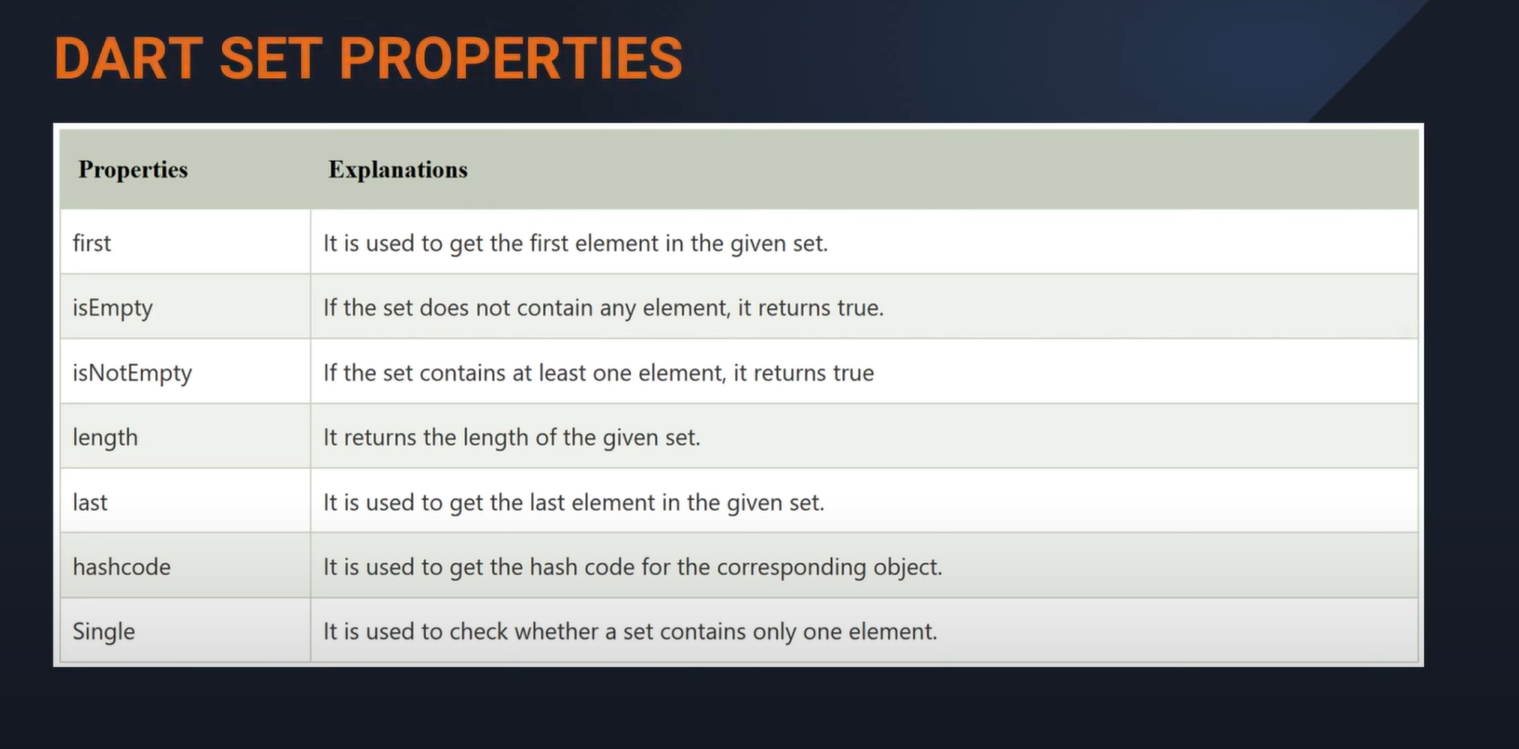 DART SET PROPERTIES
Properties Explanations
first It is used to get the first element in the given set.
isEmpty If the set does not contain any element, it returns true.
isNotEmpty If the set contains at least one element, it returns true
length It returns the length of the given set.
last It is used to get the last element in the given set.
hashcode It is used to get the hash code for the corresponding object.
Single It is used to check whether a set contains only one element.